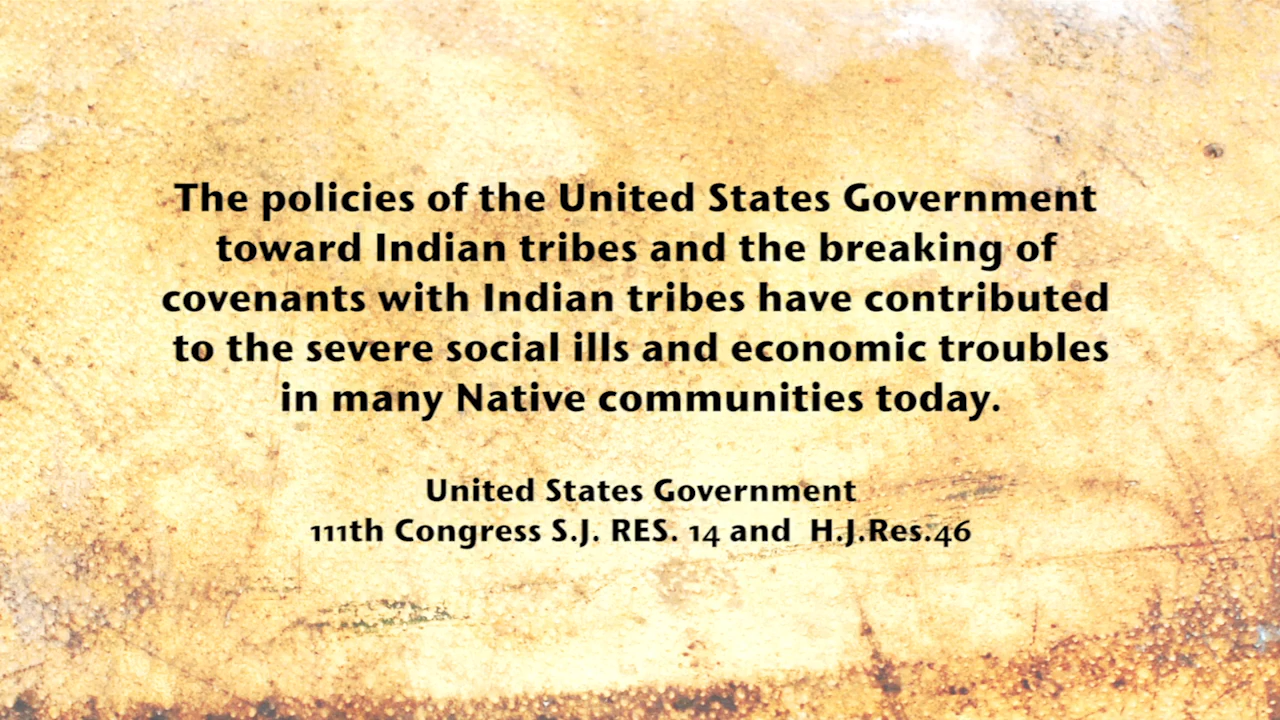 The policies of the United States Government
toward Indian tribes and the breaking of
covenants with Indian tribes have contributed
to the severe social ills and economic troubles
in many Native communities today.
United States Government
111th Congress S.J. RES. 14 and  H.J.Res.46